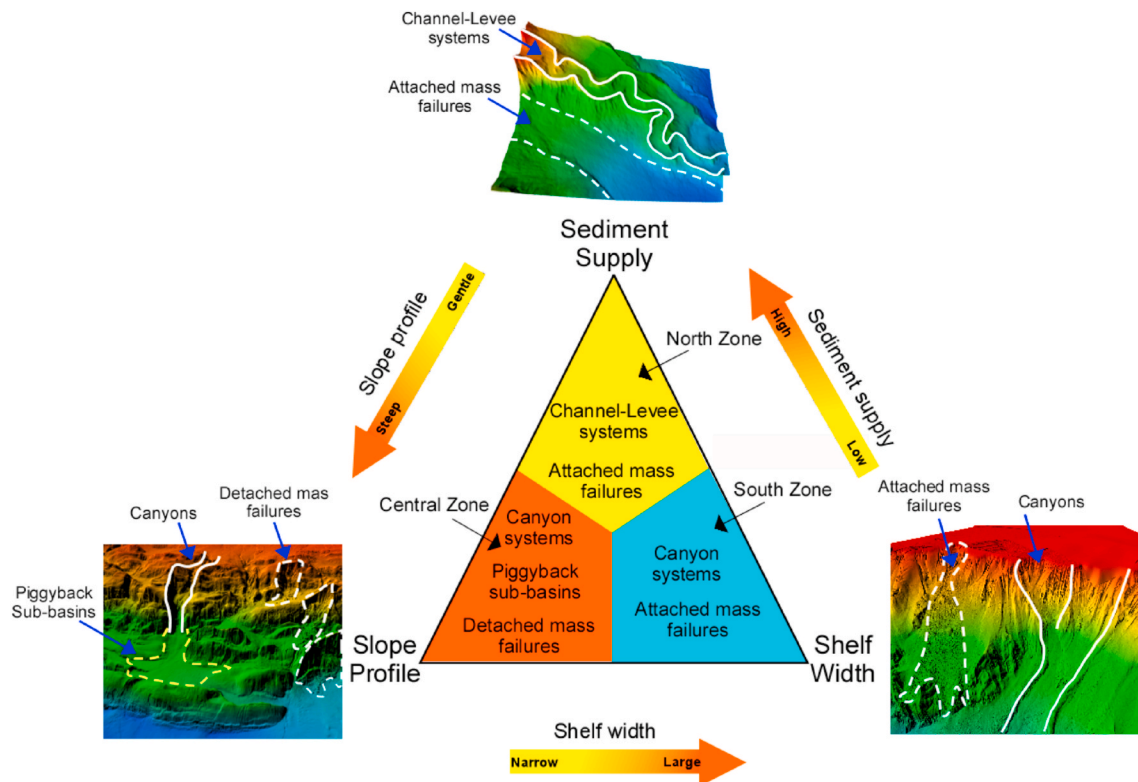 Channel-Levee
systems
Attached mass
failures
Sediment
Supply
Slope profile
Gentle
Steep
High
Low
Sediment supply
North Zone
Channel-Levee
systems
Attached mass
failures
Central Zone
South Zone
Canyon
systems
Piggyback
sub-basins
Detached mass
failures
Canyon
systems
Attached mass
failures
Canyons
Detached mas
failures
Piggyback
Sub-basins
Attached mass
failures
Canyons
Slope
Profile
Shelf
Width
Shelf width
Narrow
Large